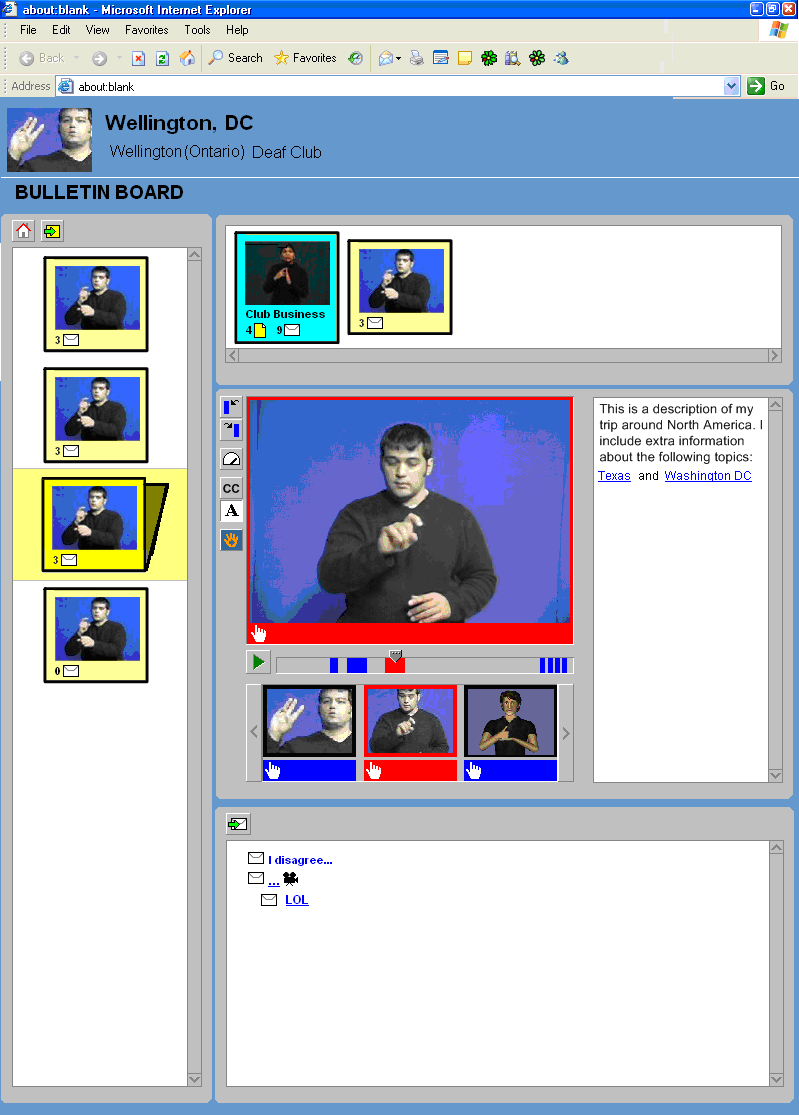 about:blank - Microsoft Internet Explorer
File Edit View Favorites Tools Help
Back Search Favorites
Address about:blank Go
Wellington, DC
Wellington(Ontario) Deaf Club
BULLETIN BOARD
3
3
3
0
Club Business
4 9
3
CC
A
This is a description of my
trip around North America. I
include extra information
about the following topics:
Texas and Washington DC
I disagree...
...
LOL